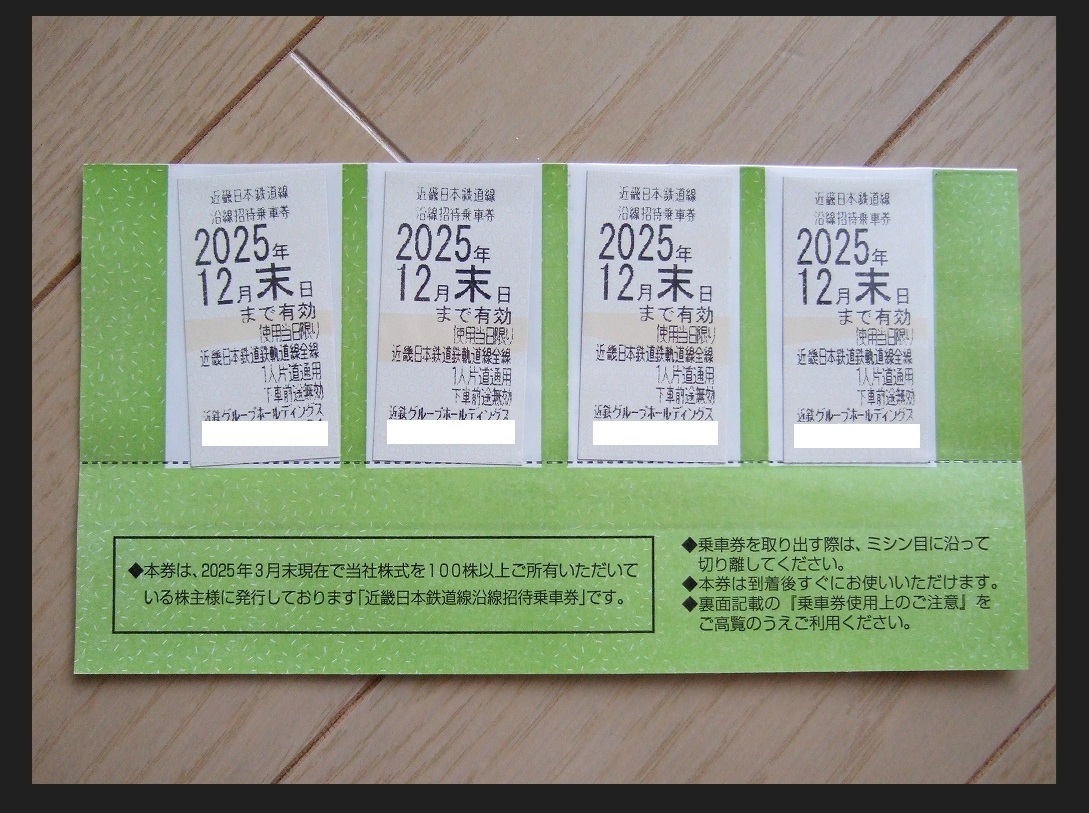 近畿日本鉄道線
沿線招待乗車券
2025年
12月末日
まで有効
(使用当日限り)
近畿日本鉄道鉄軌道線全線
1人片道通用
下車前途無効
近鉄グループホールディングス
近畿日本鉄道線
沿線招待乗車券
2025年
12月末日
まで有効
(使用当日限り)
近畿日本鉄道鉄軌道線全線
1人片道通用
下車前途無効
近鉄グループホールディングス
近畿日本鉄道線
沿線招待乗車券
2025年
12月末日
まで有効
(使用当日限り)
近畿日本鉄道鉄軌道線全線
1人片道通用
下車前途無効
近鉄グループホールディングス
近畿日本鉄道線
沿線招待乗車券
2025年
12月末日
まで有効
(使用当日限り)
近畿日本鉄道鉄軌道線全線
1人片道通用
下車前途無効
近鉄グループホールディングス
◆本券は、2025年3月末現在で当社株式を100株以上ご所有いただいて
いる株主様に発行しております「近畿日本鉄道線沿線招待乗車券」です。
◆乗車券を取り出す際は、ミシン目に沿って
切り離してください。
◆本券は到着後すぐにお使いいただけます。
◆裏面記載の『乗車券使用上のご注意』を
ご高覧のうえご利用ください。